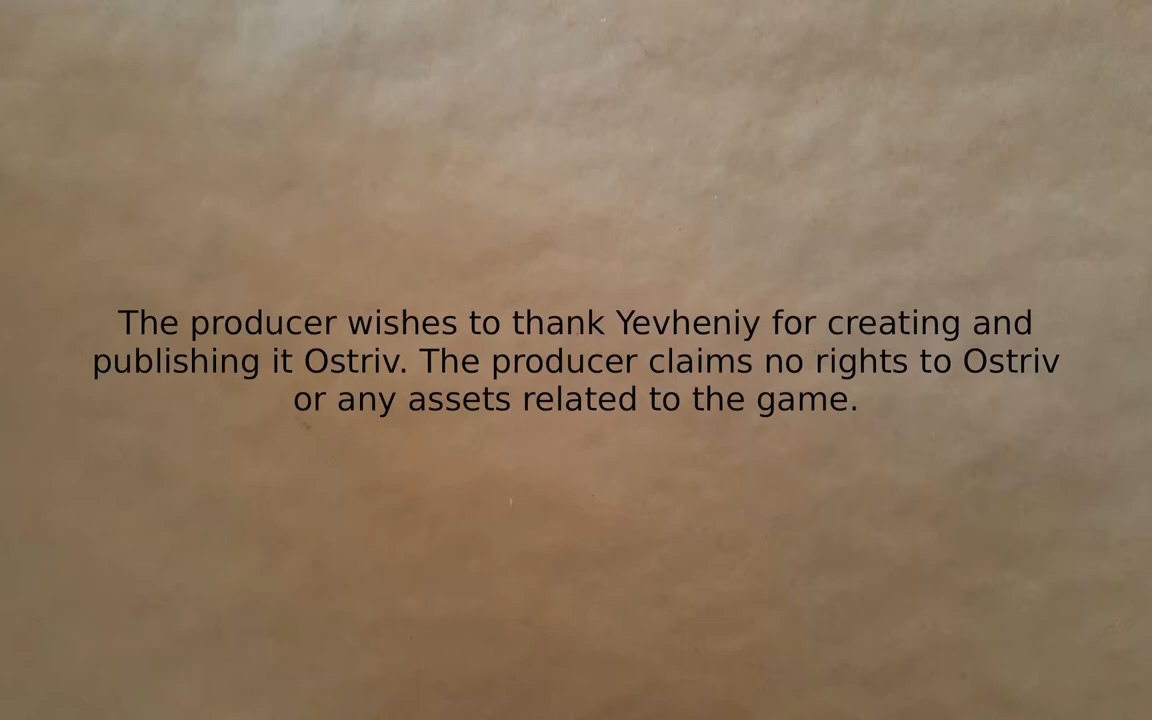 The producer wishes to thank Yevheniy for creating and
publishing it Ostriv. The producer claims no rights to Ostriv
or any assets related to the game.